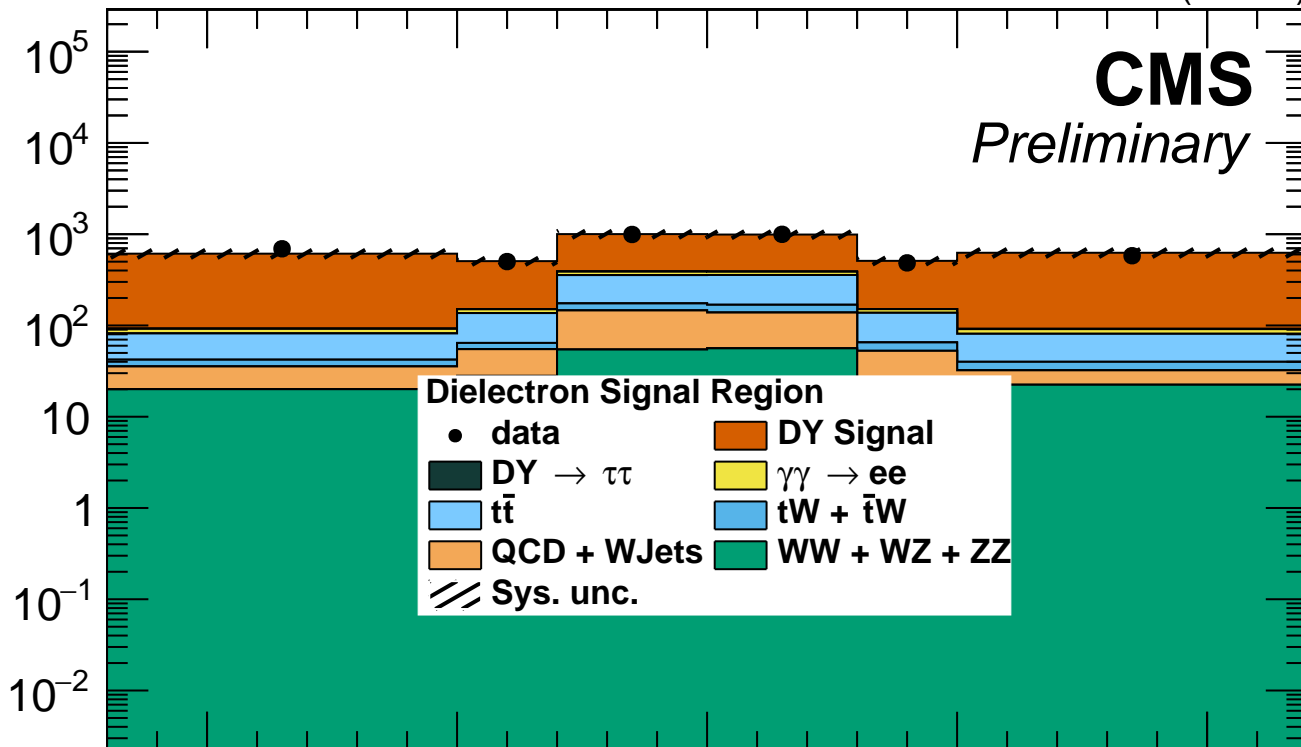 10⁵
CMS
Preliminary
10⁴
10³
10²
10
1
10⁻¹
10⁻²
Dielectron Signal Region
data
DY Signal
DY → ττ
γγ → ee
tt̄
tW + t̄W
QCD + WJets
WW + WZ + ZZ
Sys. unc.